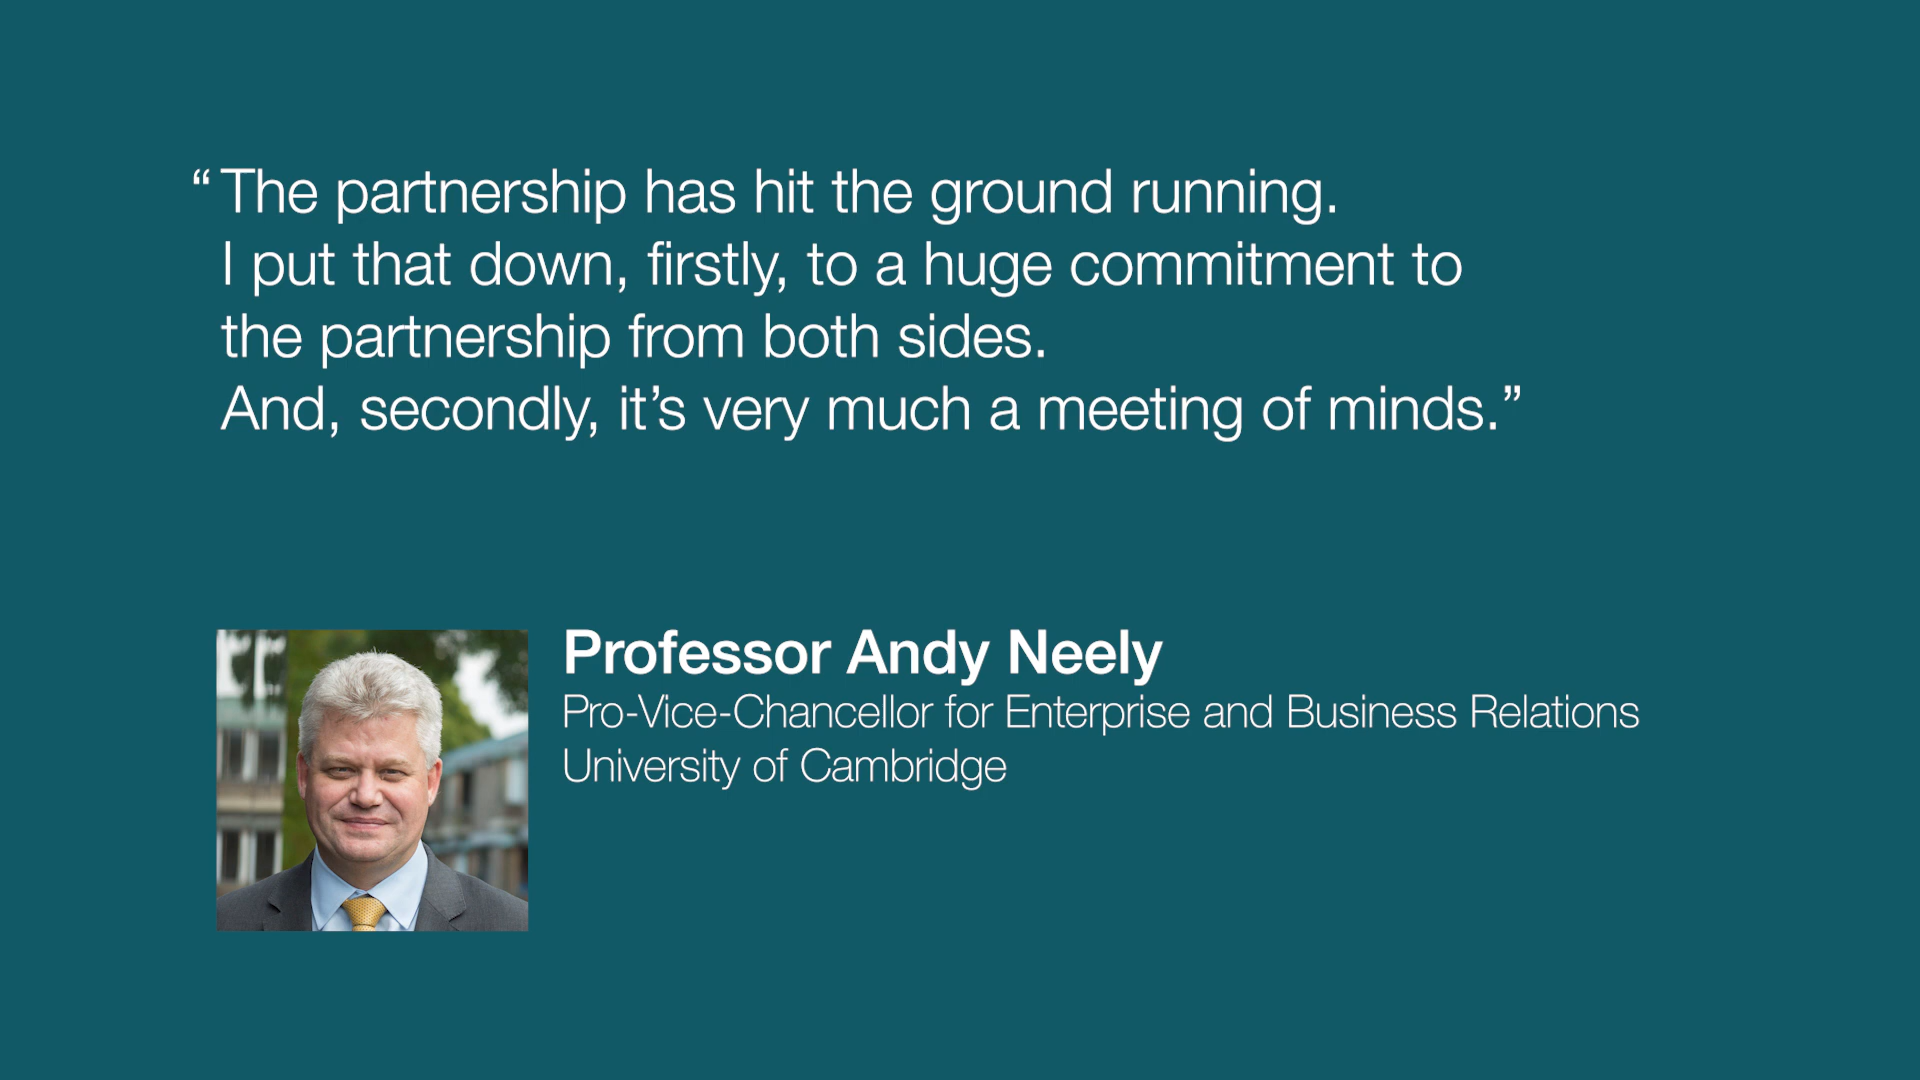 “ The partnership has hit the ground running.
I put that down, firstly, to a huge commitment to
the partnership from both sides.
And, secondly, it’s very much a meeting of minds.”
Professor Andy Neely
Pro-Vice-Chancellor for Enterprise and Business Relations
University of Cambridge